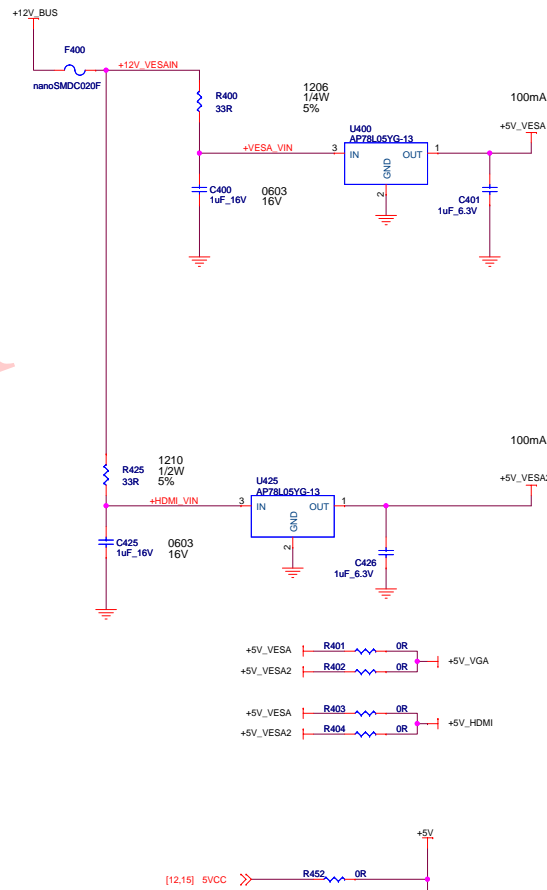 +12V_BUS
F400
nanoSMDC020F
+12V_VESAIN
R400
33R
1206
1/4W
5%
100mA
+5V_VESA
+VESA_VIN
3
U400
AP78L05YG-13
IN
OUT
GND
1
2
C400
1uF_16V
0603
16V
C401
1uF_6.3V
R425
33R
1210
1/2W
5%
100mA
+5V_VESA2
+HDMI_VIN
3
U425
AP78L05YG-13
IN
OUT
GND
1
2
C425
1uF_16V
0603
16V
C426
1uF_6.3V
+5V_VESA
R401
0R
+5V_VESA2
R402
0R
+5V_VGA
+5V_VESA
R403
0R
+5V_VESA2
R404
0R
+5V_HDMI
+5V
[12,15] 5VCC
R452
0R